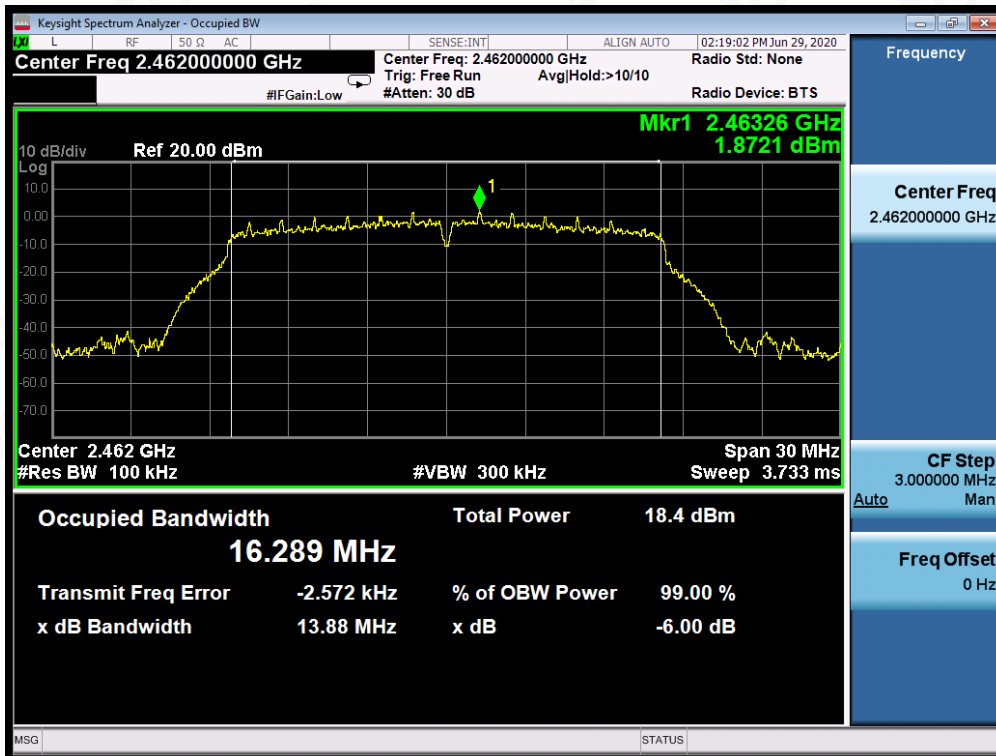 Keysight Spectrum Analyzer - Occupied BW
LXI L RF 50 Ω AC SENSE:INT ALIGN AUTO 02:19:02 PM Jun 29, 2020
Center Freq 2.462000000 GHz
Center Freq: 2.462000000 GHz Radio Std: None
Trig: Free Run Avg|Hold:>10/10
#IFGain:Low #Atten: 30 dB Radio Device: BTS
Mkr1 2.46326 GHz
1.8721 dBm
10 dB/div Ref 20.00 dBm
Log
10.0
1
0.00
-10.0
-20.0
-30.0
-40.0
-50.0
-60.0
-70.0
Center 2.462 GHz Span 30 MHz
#Res BW 100 kHz #VBW 300 kHz Sweep 3.733 ms
Occupied Bandwidth Total Power 18.4 dBm
16.289 MHz
Transmit Freq Error -2.572 kHz % of OBW Power 99.00 %
x dB Bandwidth 13.88 MHz x dB -6.00 dB
MSG STATUS
Frequency
Center Freq
2.462000000 GHz
CF Step
3.000000 MHz
Auto Man
Freq Offset
0 Hz